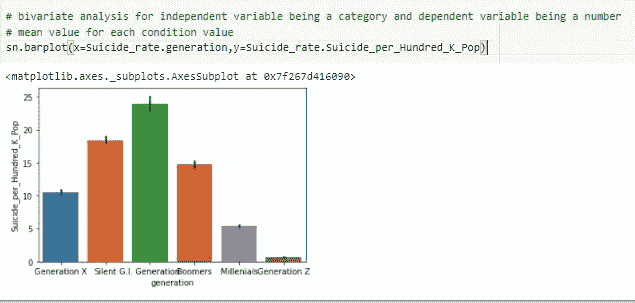 # bivariate analysis for independent variable being a category and dependent variable being a number
# mean value for each condition value
sn.barplot(x=Suicide_rate.generation,y=Suicide_rate.Suicide_per_Hundred_K_Pop)
<matplotlib.axes._subplots.AxesSubplot at 0x7f267d416090>
25
20
15
10
5
0
Suicide_per_Hundred_K_Pop
Generation X Silent G.I. Generation Boomers Millenials Generation Z
generation